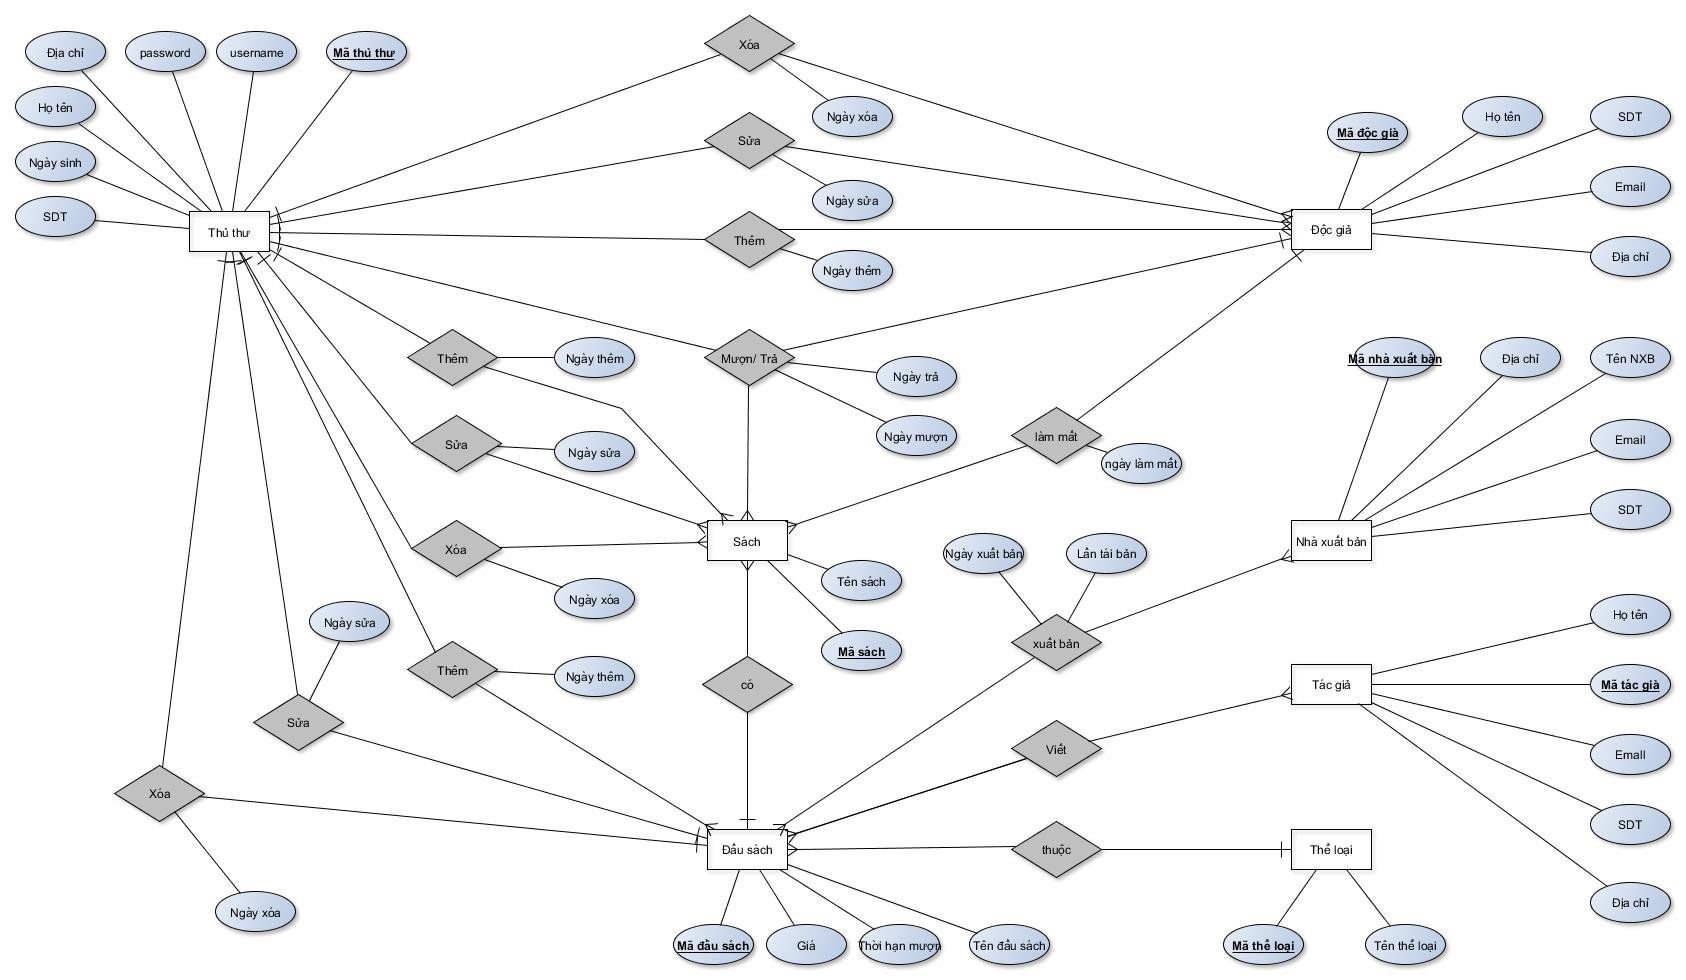 Xóa
Địa chỉ
password
username
Mã thủ thư
Họ tên
Ngày xóa
Họ tên
SDT
Mã độc giả
Sửa
Ngày sinh
Email
Ngày sửa
SDT
Thủ thư
Độc giả
Thêm
Địa chỉ
Ngày thêm
Thêm
Ngày thêm
Mượn/ Trả
Ngày trả
Mã nhà xuất bản
Địa chỉ
Tên NXB
Ngày mượn
làm mất
Email
Sửa
Ngày sửa
ngày làm mất
SDT
Sách
Nhà xuất bản
Xóa
Ngày xuất bản
Lần tái bản
Tên sách
Ngày xóa
Họ tên
Ngày sửa
xuất bản
Mã sách
Thêm
Ngày thêm
có
Tác giả
Mã tác giả
Sửa
Viết
Emall
Xóa
SDT
Đầu sách
thuộc
Thể loại
Địa chỉ
Ngày xóa
Mã đầu sách
Giá
Thời hạn mượn
Tên đầu sách
Mã thể loại
Tên thể loại